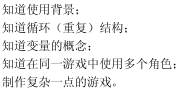 知道使用背景；
知道循环（重复）结构；
知道变量的概念；
知道在同一游戏中使用多个角色；
制作复杂一点的游戏。